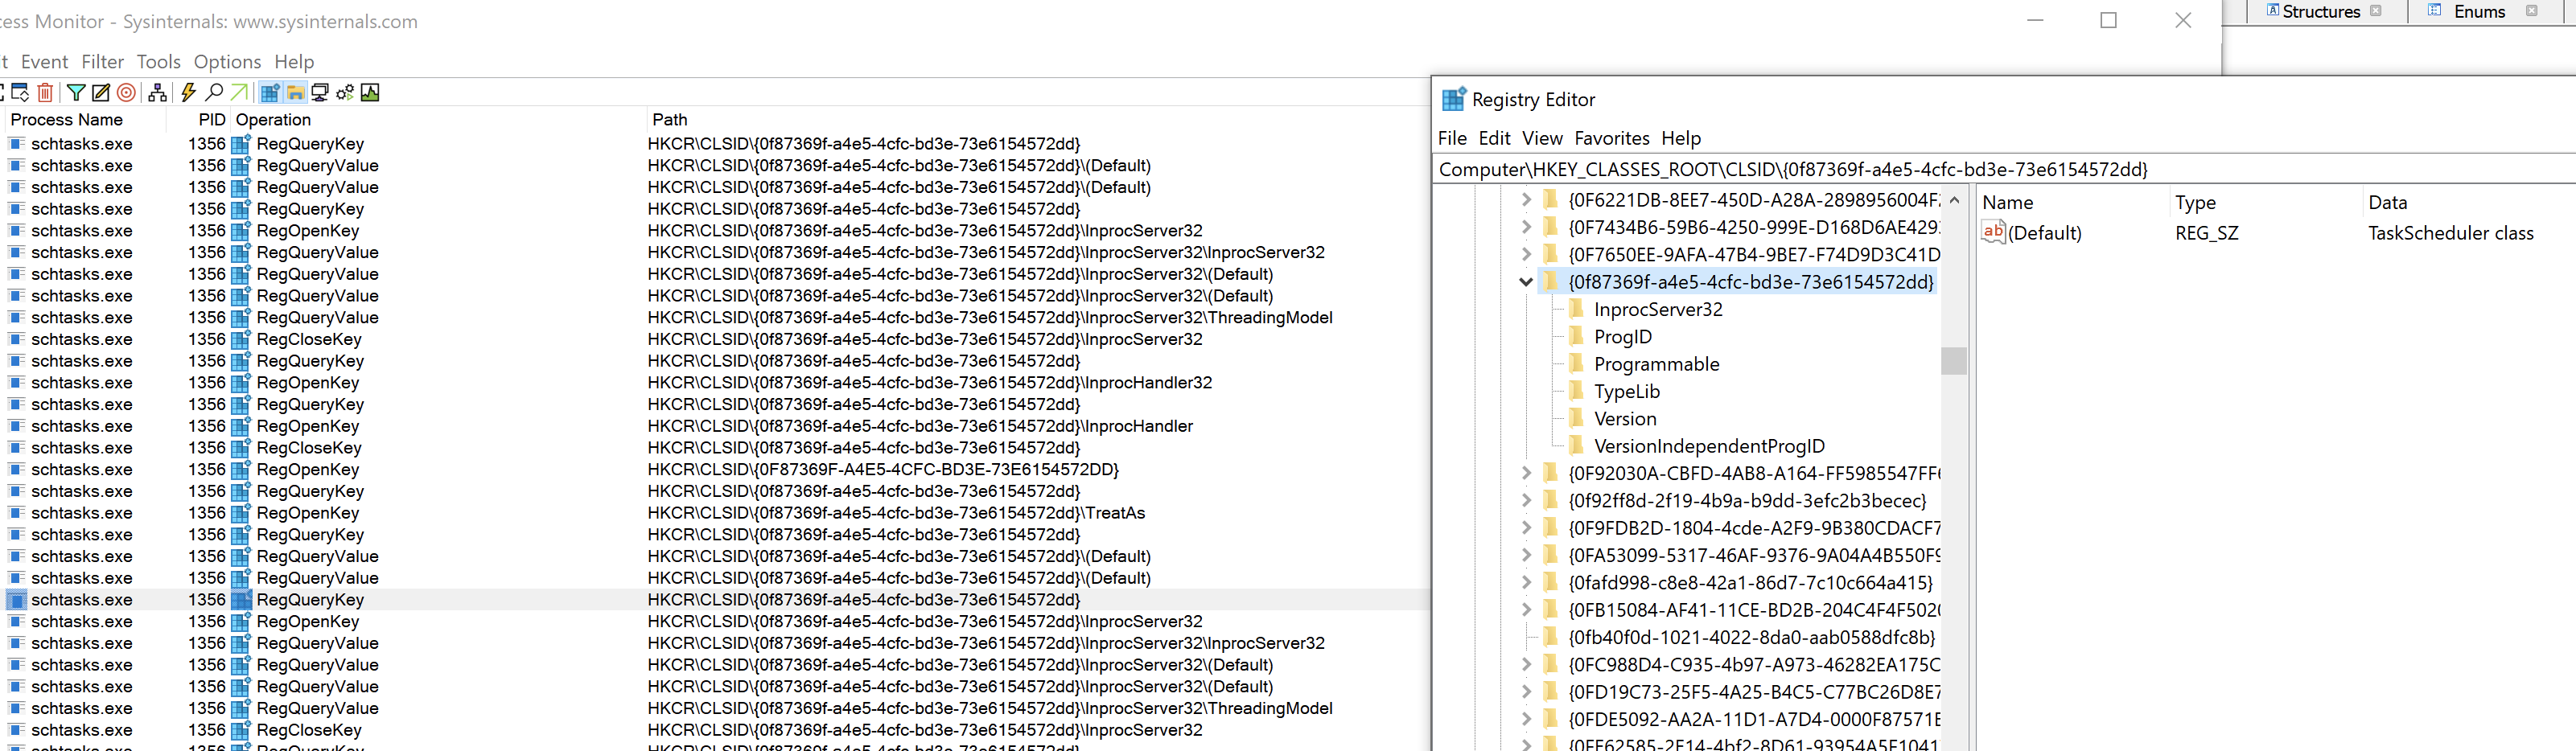 cess Monitor - Sysinternals: www.sysinternals.com
t Event Filter Tools Options Help
Process Name PID Operation Path
schtasks.exe 1356 RegQueryKey HKCR\CLSID\{0f87369f-a4e5-4cfc-bd3e-73e6154572dd}
schtasks.exe 1356 RegQueryValue HKCR\CLSID\{0f87369f-a4e5-4cfc-bd3e-73e6154572dd}\(Default)
schtasks.exe 1356 RegQueryValue HKCR\CLSID\{0f87369f-a4e5-4cfc-bd3e-73e6154572dd}\(Default)
schtasks.exe 1356 RegQueryKey HKCR\CLSID\{0f87369f-a4e5-4cfc-bd3e-73e6154572dd}
schtasks.exe 1356 RegOpenKey HKCR\CLSID\{0f87369f-a4e5-4cfc-bd3e-73e6154572dd}\InprocServer32
schtasks.exe 1356 RegQueryValue HKCR\CLSID\{0f87369f-a4e5-4cfc-bd3e-73e6154572dd}\InprocServer32\InprocServer32
schtasks.exe 1356 RegQueryValue HKCR\CLSID\{0f87369f-a4e5-4cfc-bd3e-73e6154572dd}\InprocServer32\(Default)
schtasks.exe 1356 RegQueryValue HKCR\CLSID\{0f87369f-a4e5-4cfc-bd3e-73e6154572dd}\InprocServer32\(Default)
schtasks.exe 1356 RegQueryValue HKCR\CLSID\{0f87369f-a4e5-4cfc-bd3e-73e6154572dd}\InprocServer32\ThreadingModel
schtasks.exe 1356 RegCloseKey HKCR\CLSID\{0f87369f-a4e5-4cfc-bd3e-73e6154572dd}\InprocServer32
schtasks.exe 1356 RegQueryKey HKCR\CLSID\{0f87369f-a4e5-4cfc-bd3e-73e6154572dd}
schtasks.exe 1356 RegOpenKey HKCR\CLSID\{0f87369f-a4e5-4cfc-bd3e-73e6154572dd}\InprocHandler32
schtasks.exe 1356 RegQueryKey HKCR\CLSID\{0f87369f-a4e5-4cfc-bd3e-73e6154572dd}
schtasks.exe 1356 RegOpenKey HKCR\CLSID\{0f87369f-a4e5-4cfc-bd3e-73e6154572dd}\InprocHandler
schtasks.exe 1356 RegCloseKey HKCR\CLSID\{0f87369f-a4e5-4cfc-bd3e-73e6154572dd}
schtasks.exe 1356 RegOpenKey HKCR\CLSID\{0F87369F-A4E5-4CFC-BD3E-73E6154572DD}
schtasks.exe 1356 RegQueryKey HKCR\CLSID\{0f87369f-a4e5-4cfc-bd3e-73e6154572dd}
schtasks.exe 1356 RegOpenKey HKCR\CLSID\{0f87369f-a4e5-4cfc-bd3e-73e6154572dd}\TreatAs
schtasks.exe 1356 RegQueryKey HKCR\CLSID\{0f87369f-a4e5-4cfc-bd3e-73e6154572dd}
schtasks.exe 1356 RegQueryValue HKCR\CLSID\{0f87369f-a4e5-4cfc-bd3e-73e6154572dd}\(Default)
schtasks.exe 1356 RegQueryValue HKCR\CLSID\{0f87369f-a4e5-4cfc-bd3e-73e6154572dd}\(Default)
schtasks.exe 1356 RegQueryKey HKCR\CLSID\{0f87369f-a4e5-4cfc-bd3e-73e6154572dd}
schtasks.exe 1356 RegOpenKey HKCR\CLSID\{0f87369f-a4e5-4cfc-bd3e-73e6154572dd}\InprocServer32
schtasks.exe 1356 RegQueryValue HKCR\CLSID\{0f87369f-a4e5-4cfc-bd3e-73e6154572dd}\InprocServer32\InprocServer32
schtasks.exe 1356 RegQueryValue HKCR\CLSID\{0f87369f-a4e5-4cfc-bd3e-73e6154572dd}\InprocServer32\(Default)
schtasks.exe 1356 RegQueryValue HKCR\CLSID\{0f87369f-a4e5-4cfc-bd3e-73e6154572dd}\InprocServer32\(Default)
schtasks.exe 1356 RegQueryValue HKCR\CLSID\{0f87369f-a4e5-4cfc-bd3e-73e6154572dd}\InprocServer32\ThreadingModel
schtasks.exe 1356 RegCloseKey HKCR\CLSID\{0f87369f-a4e5-4cfc-bd3e-73e6154572dd}\InprocServer32
Structures Enums
Registry Editor
File Edit View Favorites Help
Computer\HKEY_CLASSES_ROOT\CLSID\{0f87369f-a4e5-4cfc-bd3e-73e6154572dd}
{0F6221DB-8EE7-450D-A28A-2898956004F
{0F7434B6-59B6-4250-999E-D168D6AE429
{0F7650EE-9AFA-47B4-9BE7-F74D9D3C41D
{0f87369f-a4e5-4cfc-bd3e-73e6154572dd}
InprocServer32
ProgID
Programmable
TypeLib
Version
VersionIndependentProgID
{0F92030A-CBFD-4AB8-A164-FF5985547FF
{0f92ff8d-2f19-4b9a-b9dd-3efc2b3becec}
{0F9FDB2D-1804-4cde-A2F9-9B380CDACF7
{0FA53099-5317-46AF-9376-9A04A4B550F9
{0fafd998-c8e8-42a1-86d7-7c10c664a415}
{0FB15084-AF41-11CE-BD2B-204C4F4F502
{0fb40f0d-1021-4022-8da0-aab0588dfc8b}
{0FC988D4-C935-4b97-A973-46282EA175C
{0FD19C73-25F5-4A25-B4C5-C77BC26D8E7
{0FDE5092-AA2A-11D1-A7D4-0000F87571E
Name Type Data
(Default) REG_SZ TaskScheduler class